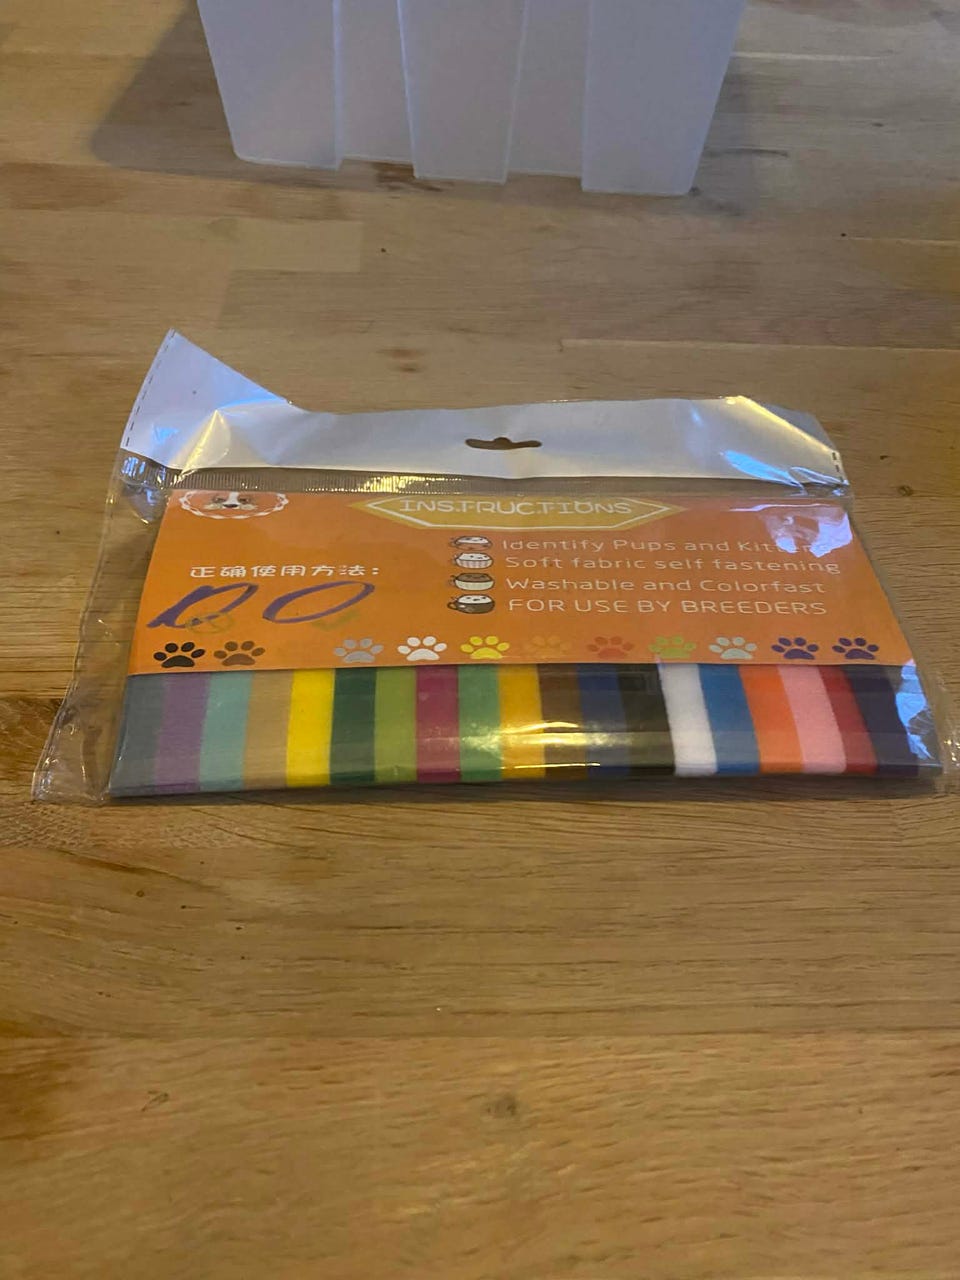 INSTRUCTIONS
Identify Pups and Kittens
Soft fabric self fastening
Washable and Colorfast
FOR USE BY BREEDERS
正确使用方法：